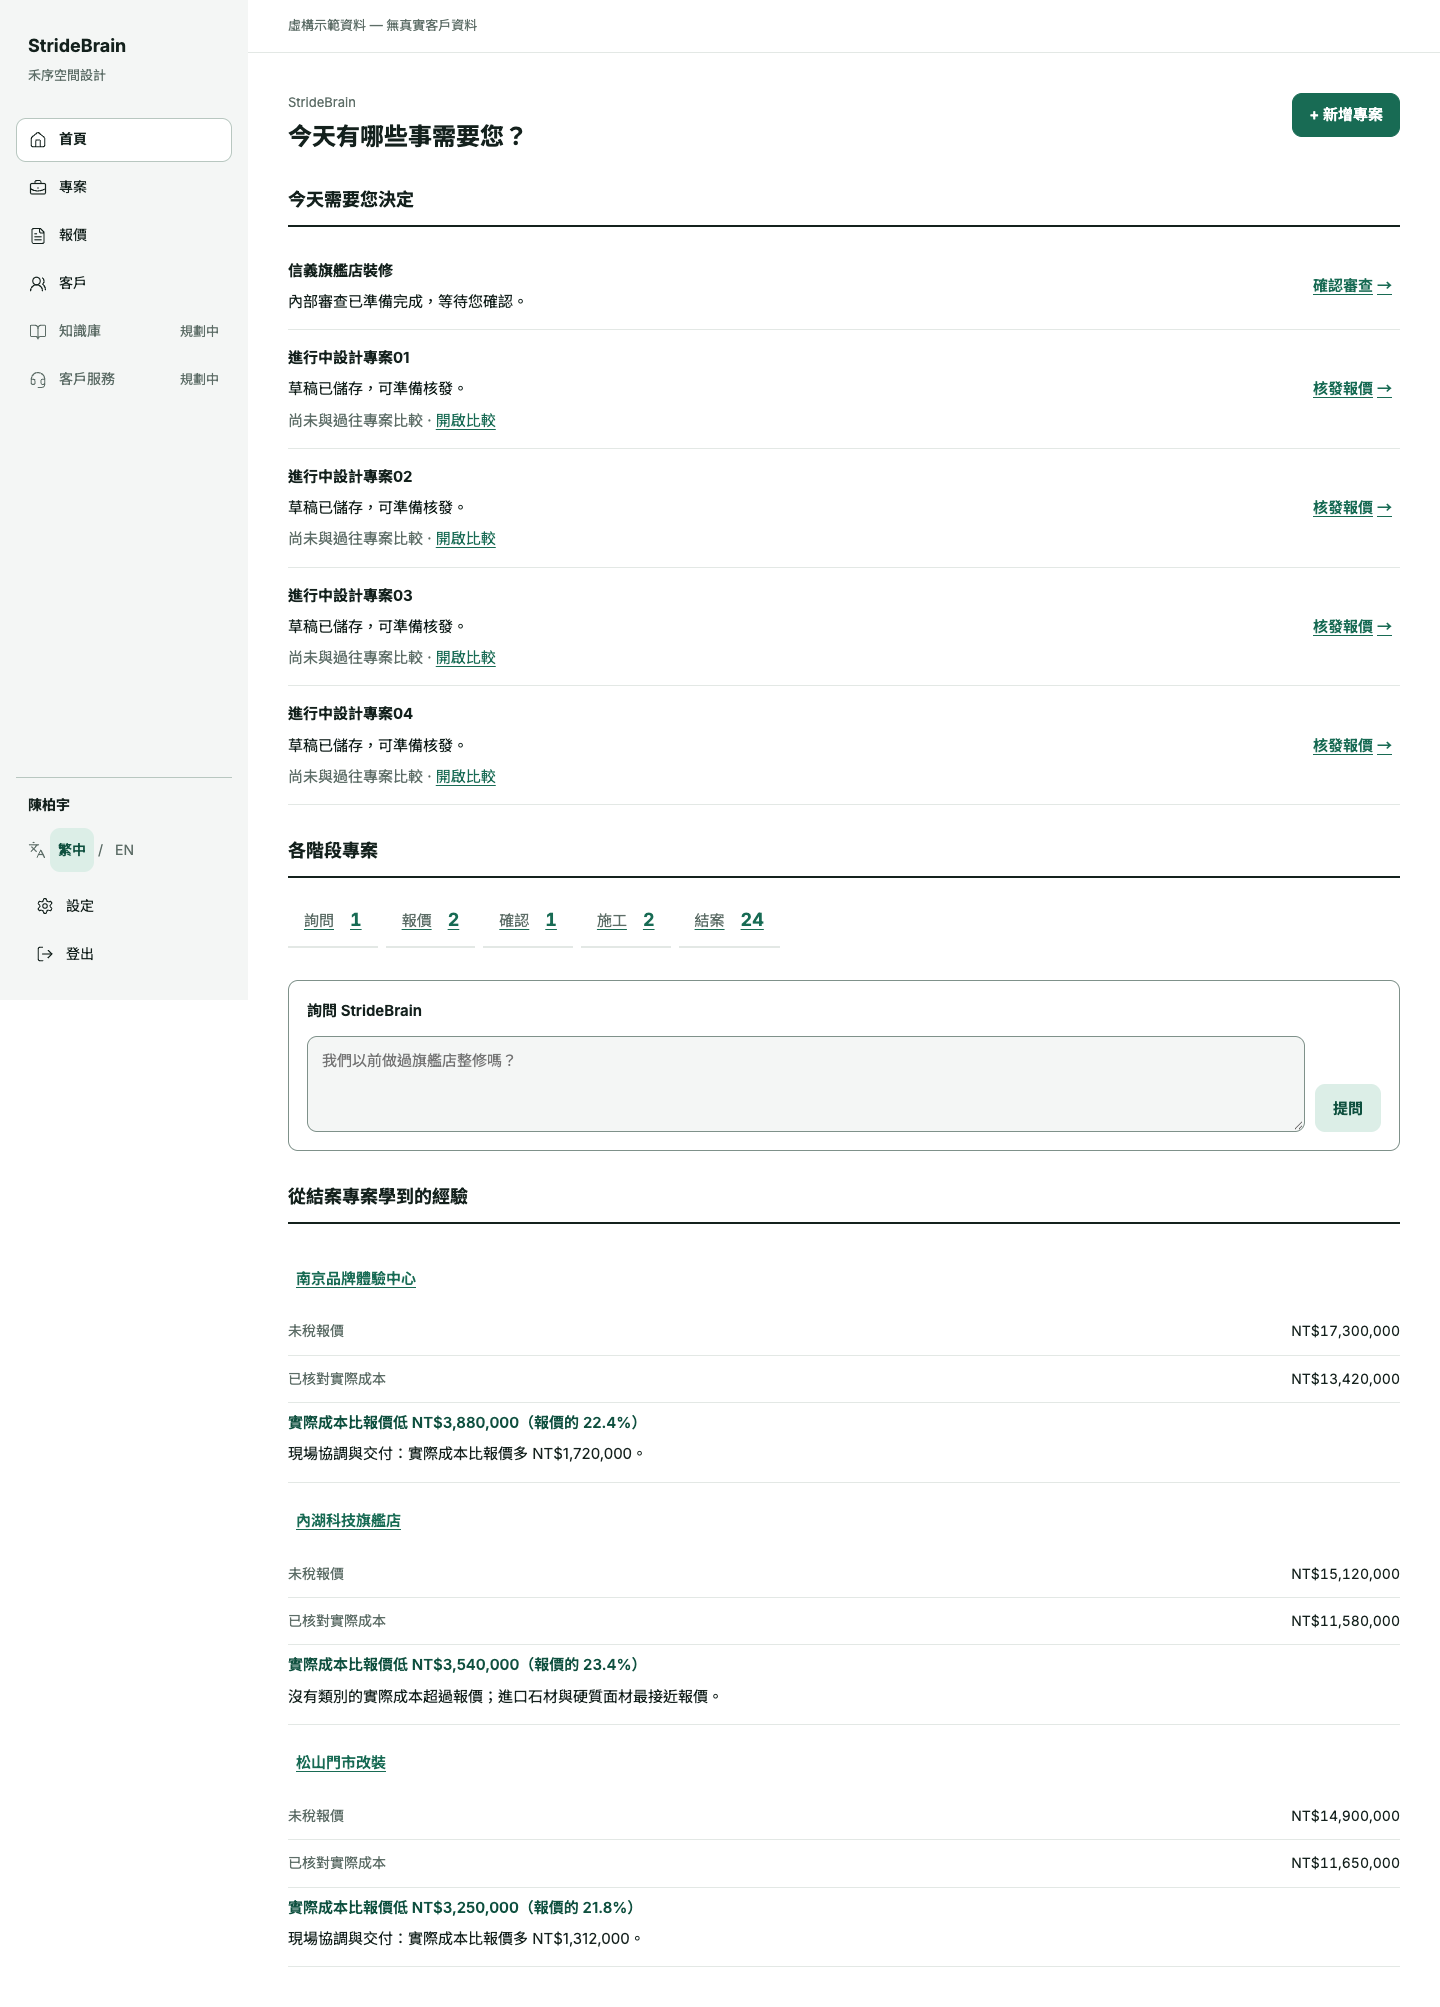 StrideBrain
禾序空間設計
首頁
專案
報價
客戶
知識庫 規劃中
客戶服務 規劃中
陳柏宇
繁中 / EN
設定
登出
虛構示範資料 — 無真實客戶資料
StrideBrain
今天有哪些事需要您？
+ 新增專案
今天需要您決定
信義旗艦店裝修
內部審查已準備完成，等待您確認。
確認審查 →
進行中設計專案01
草稿已儲存，可準備核發。
尚未與過往專案比較 · 開啟比較
核發報價 →
進行中設計專案02
草稿已儲存，可準備核發。
尚未與過往專案比較 · 開啟比較
核發報價 →
進行中設計專案03
草稿已儲存，可準備核發。
尚未與過往專案比較 · 開啟比較
核發報價 →
進行中設計專案04
草稿已儲存，可準備核發。
尚未與過往專案比較 · 開啟比較
核發報價 →
各階段專案
詢問 1 報價 2 確認 1 施工 2 結案 24
詢問 StrideBrain
我們以前做過旗艦店整修嗎？
提問
從結案專案學到的經驗
南京品牌體驗中心
未稅報價 NT$17,300,000
已核對實際成本 NT$13,420,000
實際成本比報價低 NT$3,880,000（報價的 22.4%）
現場協調與交付：實際成本比報價多 NT$1,720,000。
內湖科技旗艦店
未稅報價 NT$15,120,000
已核對實際成本 NT$11,580,000
實際成本比報價低 NT$3,540,000（報價的 23.4%）
沒有類別的實際成本超過報價；進口石材與硬質面材最接近報價。
松山門市改裝
未稅報價 NT$14,900,000
已核對實際成本 NT$11,650,000
實際成本比報價低 NT$3,250,000（報價的 21.8%）
現場協調與交付：實際成本比報價多 NT$1,312,000。